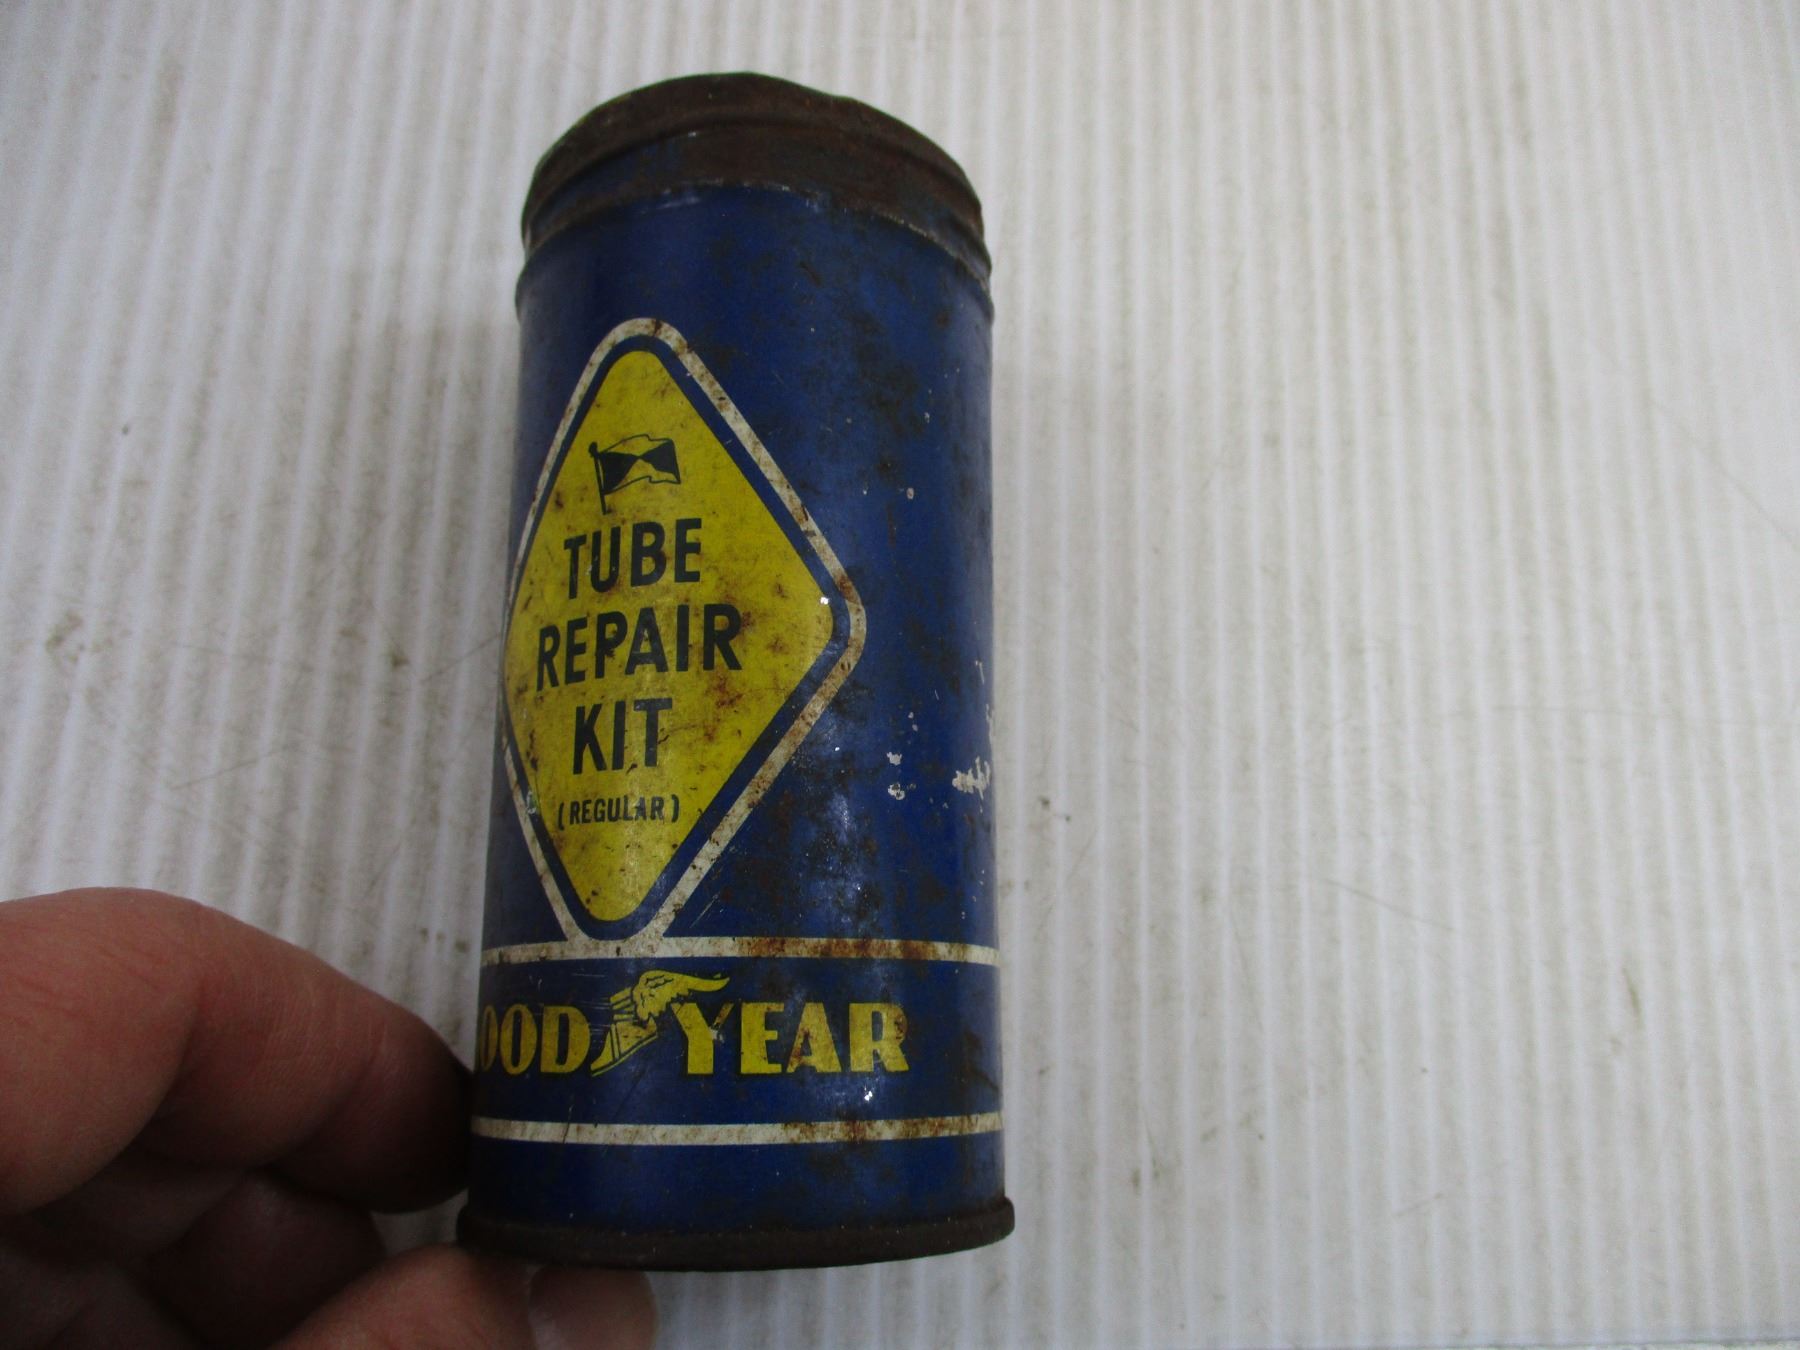 TUBE
REPAIR
KIT
(REGULAR)
OOD YEAR